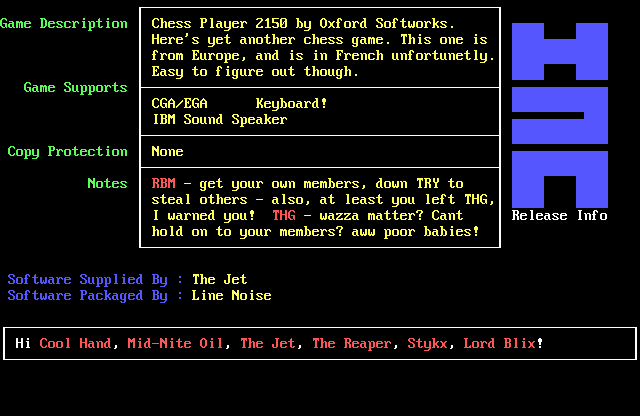 Game Description Chess Player 2150 by Oxford Softworks.
Here's yet another chess game. This one is
from Europe, and is in French unfortunetly.
Easy to figure out though.
Game Supports
CGA/EGA Keyboard!
IBM Sound Speaker
Copy Protection None
Notes RBM - get your own members, down TRY to
steal others - also, at least you left THG,
I warned you! THG - wazza matter? Cant
hold on to your members? aww poor babies!
Release Info
Software Supplied By : The Jet
Software Packaged By : Line Noise
Hi Cool Hand, Mid-Nite Oil, The Jet, The Reaper, Stykx, Lord Blix!